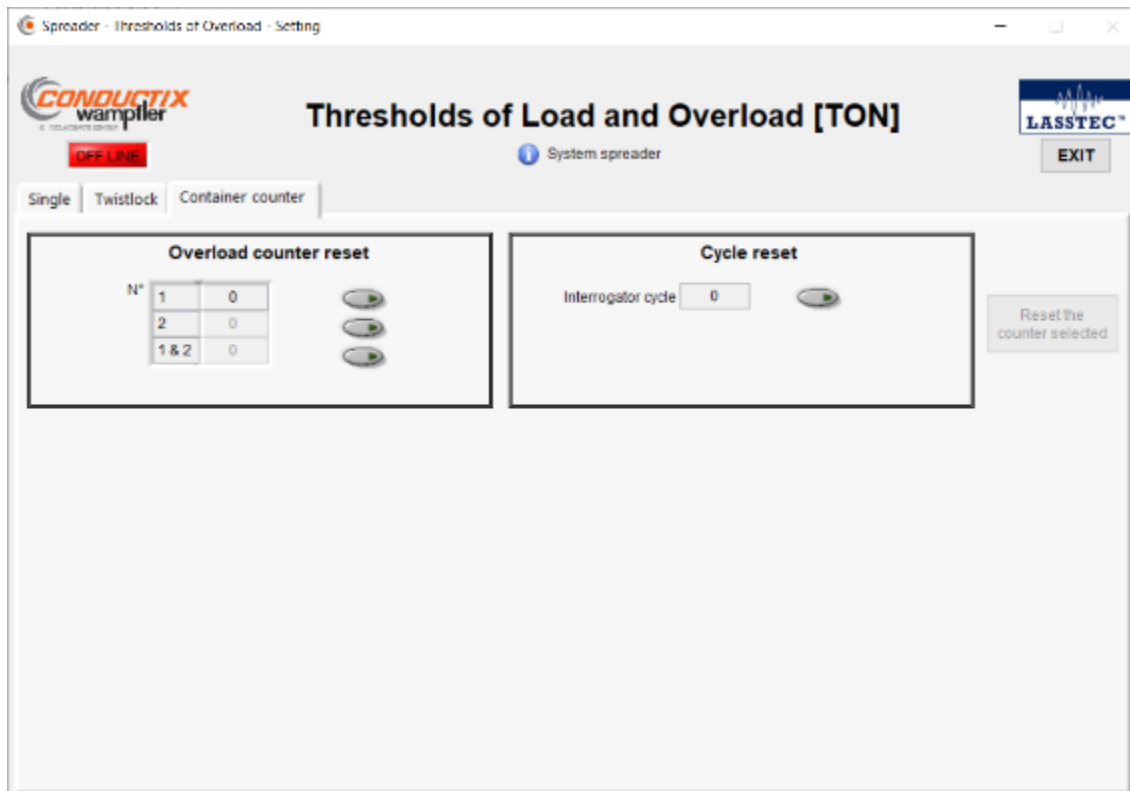 Spreader - Thresholds of Overload - Setting
CONDUCTIX
wampfler
Thresholds of Load and Overload [TON]
LASSTEC
OFF LINE
System spreader
EXIT
Single
Twistlock
Container counter
Overload counter reset
N°
1 0
2 0
1 & 2 0
Cycle reset
Interrogator cycle 0
Reset the
counter selected